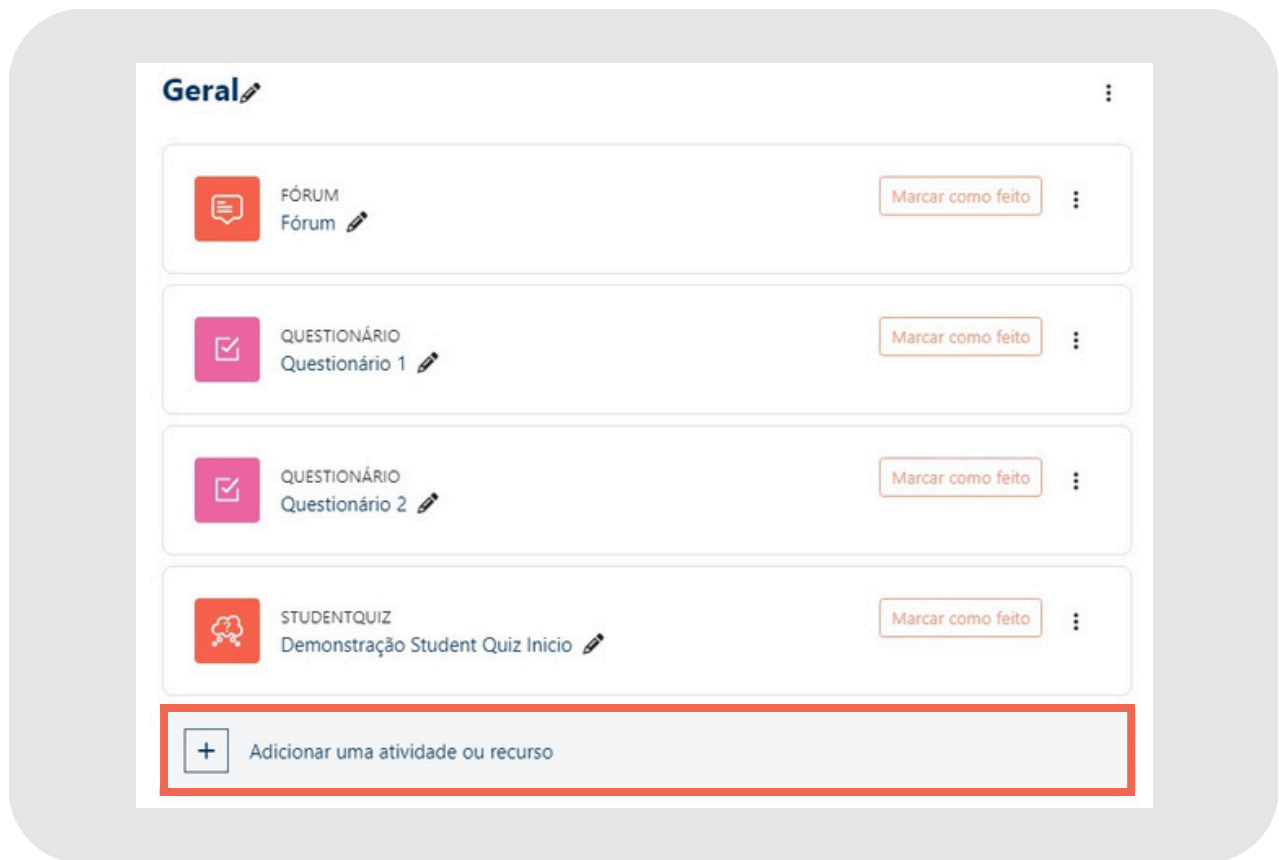 Geral
FÓRUM
Fórum
Marcar como feito
QUESTIONÁRIO
Questionário 1
Marcar como feito
QUESTIONÁRIO
Questionário 2
Marcar como feito
STUDENTQUIZ
Demonstração Student Quiz Inicio
Marcar como feito
+ Adicionar uma atividade ou recurso